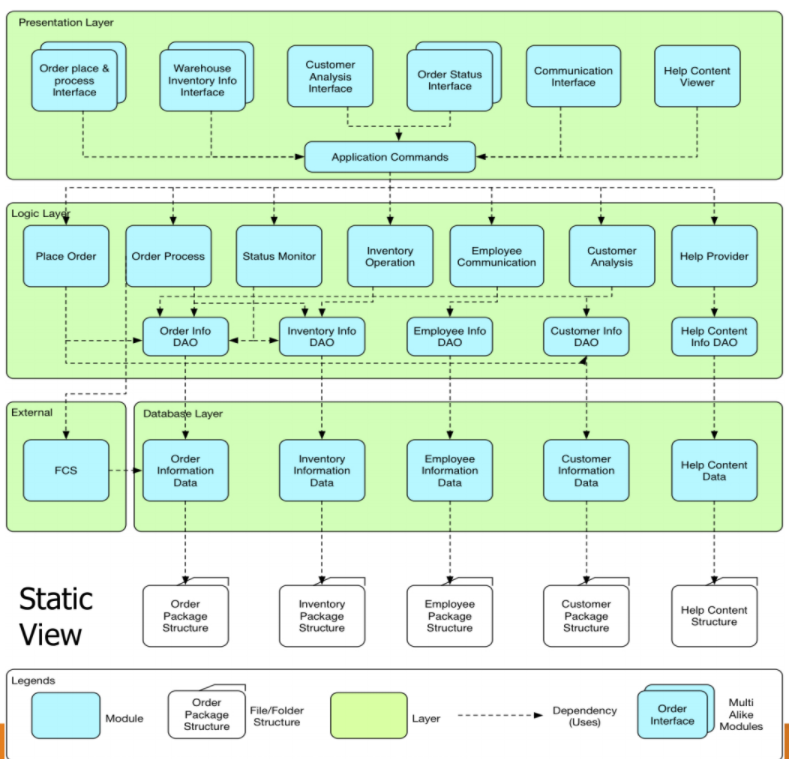 Presentation Layer
Order place &
process
Interface
Warehouse
Inventory Info
Interface
Customer
Analysis
Interface
Order Status
Interface
Communication
Interface
Help Content
Viewer
Application Commands
Logic Layer
Place Order
Order Process
Status Monitor
Inventory
Operation
Employee
Communication
Customer
Analysis
Help Provider
Order Info
DAO
Inventory Info
DAO
Employee Info
DAO
Customer Info
DAO
Help Content
Info DAO
External
Database Layer
FCS
Order
Information
Data
Inventory
Information
Data
Employee
Information
Data
Customer
Information
Data
Help Content
Data
Static
View
Order
Package
Structure
Inventory
Package
Structure
Employee
Package
Structure
Customer
Package
Structure
Help Content
Structure
Legends
Module
Order
Package
Structure
File/Folder
Structure
Layer
Dependency
(Uses)
Order
Interface
Multi
Alike
Modules